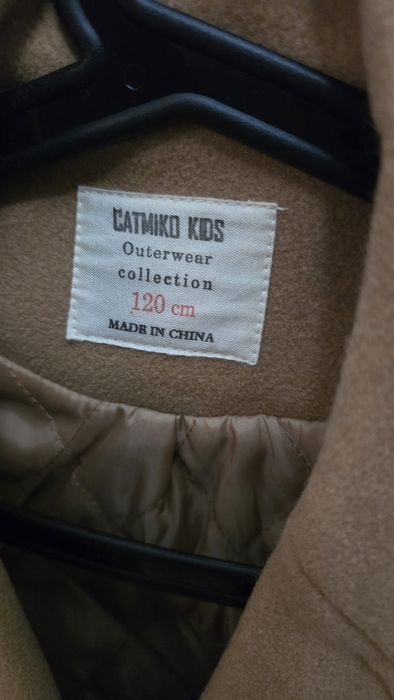 CATMIKO KIDS
Outerwear
collection
120 cm
MADE IN CHINA